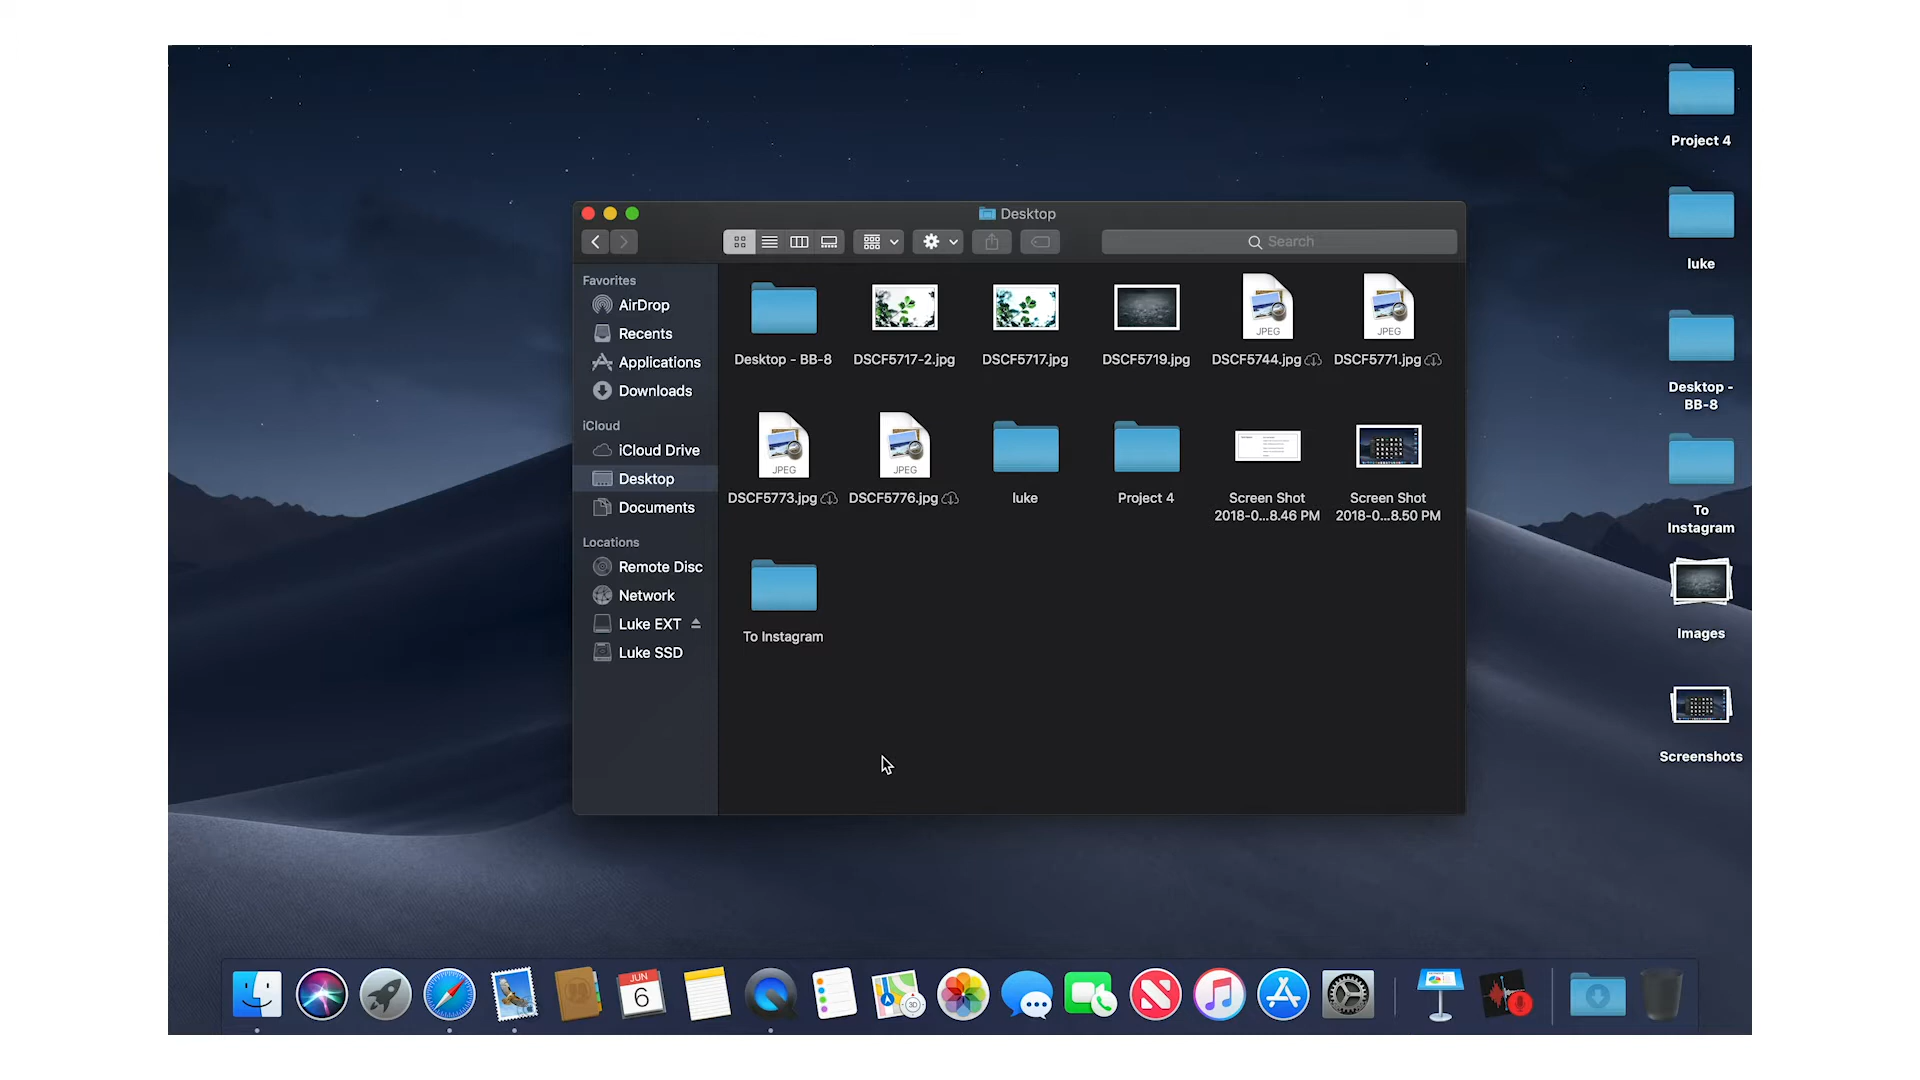 Desktop
Search
Favorites
AirDrop
Recents
Applications
Downloads
iCloud
iCloud Drive
Desktop
Documents
Locations
Remote Disc
Network
Luke EXT
Luke SSD
Desktop - BB-8
DSCF5717-2.jpg
DSCF5717.jpg
DSCF5719.jpg
JPEG
DSCF5744.jpg
JPEG
DSCF5771.jpg
JPEG
DSCF5773.jpg
JPEG
DSCF5776.jpg
luke
Project 4
Screen Shot
2018-0...8.46 PM
Screen Shot
2018-0...8.50 PM
To Instagram
Project 4
luke
Desktop -
BB-8
To
Instagram
Images
Screenshots
JUN
6
3D